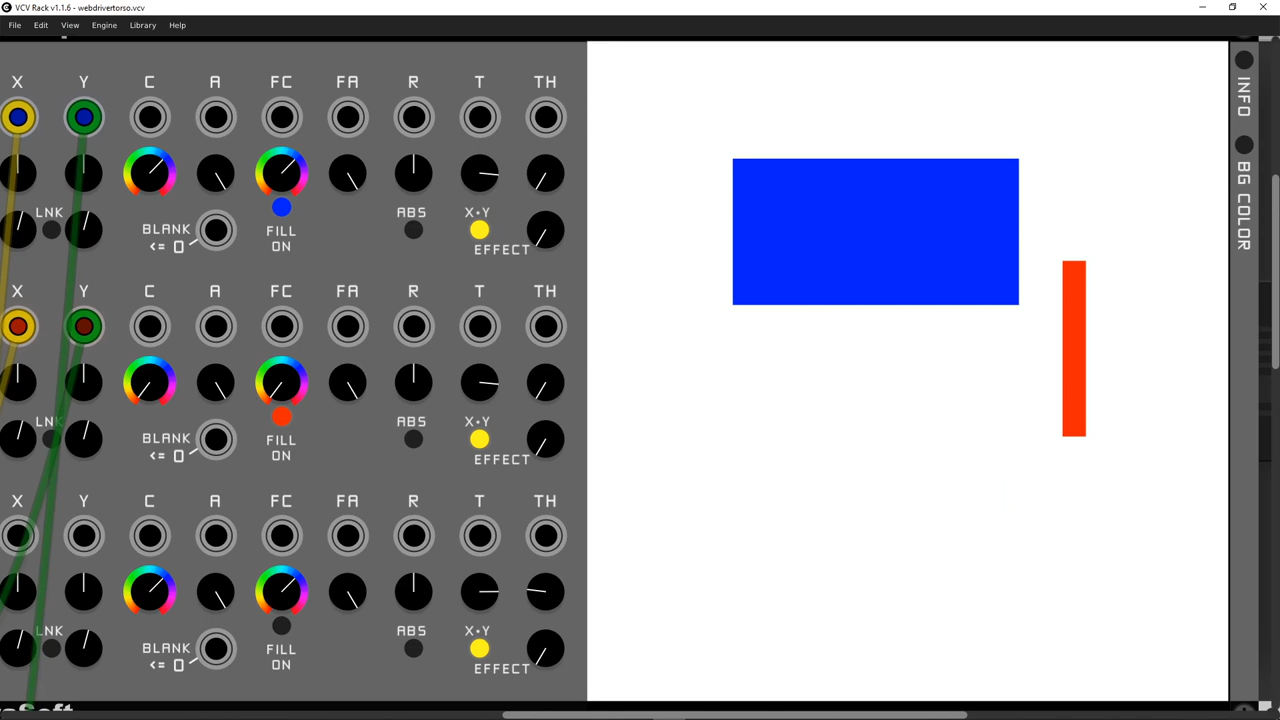 VCV Rack v1.1.6 - webdrivertorso.vcv
File Edit View Engine Library Help
X Y C A FC FA R T TH
LNK BLANK <= 0 FILL ON ABS X•Y EFFECT
X Y C A FC FA R T TH
LNK BLANK <= 0 FILL ON ABS X•Y EFFECT
X Y C A FC FA R T TH
LNK BLANK <= 0 FILL ON ABS X•Y EFFECT
INFO
BG COLOR